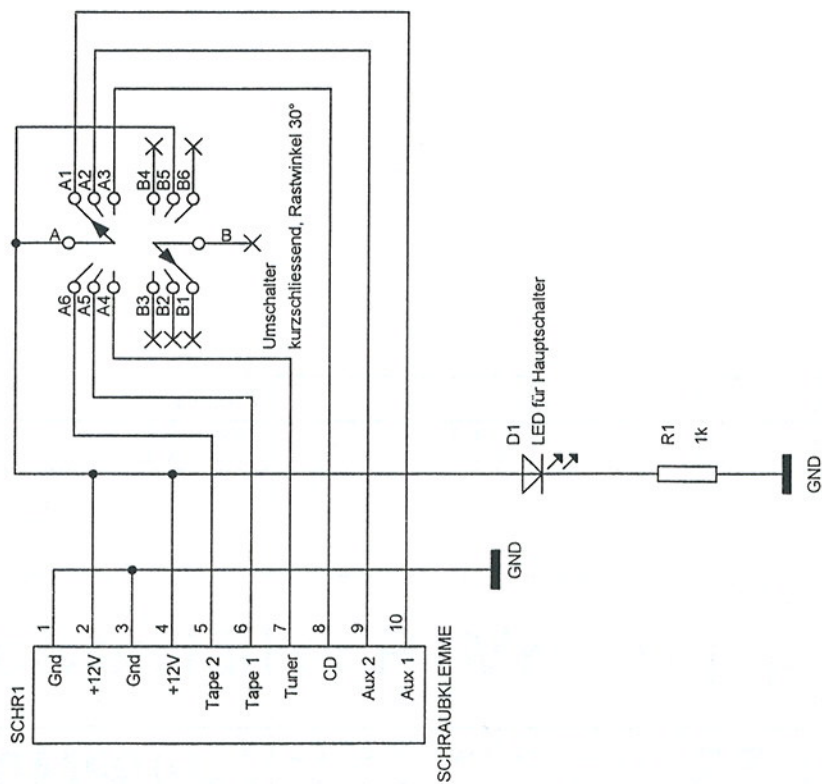 SCHR1
Gnd 1
+12V 2
Gnd 3
+12V 4
Tape 2 5
Tape 1 6
Tuner 7
CD 8
Aux 2 9
Aux 1 10
SCHRAUBKLEMME
GND
A6
A5
A4
B3
B2
B1
A
B
A1
A2
A3
B4
B5
B6
Umschalter
kurzschliessend, Rastwinkel 30°
D1
LED für Hauptschalter
R1
1k
GND